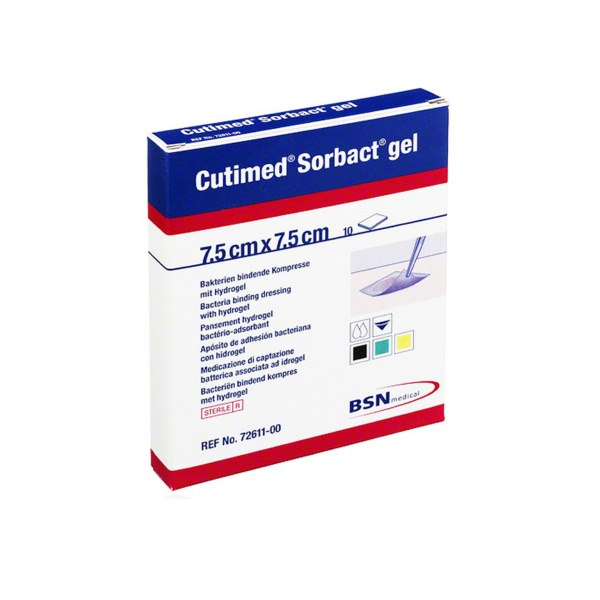 Cutimed® Sorbact® gel
REF No. 72611-00
Cutimed® Sorbact® gel
7.5 cm x 7.5 cm 10
Bakterien bindende Kompresse
mit Hydrogel
Bacteria binding dressing
with hydrogel
Pansement hydrogel
bactério-adsorbant
Apósito de adhesión bacteriana
con hidrogel
Medicazione di captazione
batterica associata ad idrogel
Bacteriën bindend kompres
met hydrogel
STERILE R
BSN medical
REF No. 72611-00